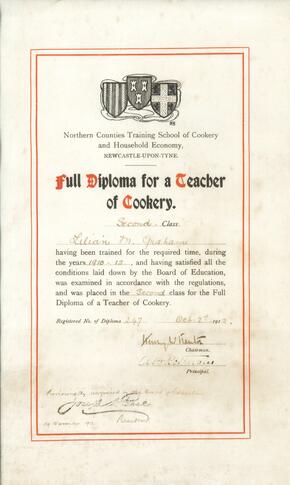 Northern Counties Training School of Cookery
and Household Economy,
NEWCASTLE-UPON-TYNE.
Full Diploma for a Teacher
of Cookery.
Second Class.
Lilian M. Graham
having been trained for the required time, during
the years 1910-12, and having satisfied all the
conditions laid down by the Board of Education,
was examined in accordance with the regulations,
and was placed in the Second class for the Full
Diploma of a Teacher of Cookery.
Registered No. of Diploma 247 Oct 2d 1912.
Chairman.
Principal.